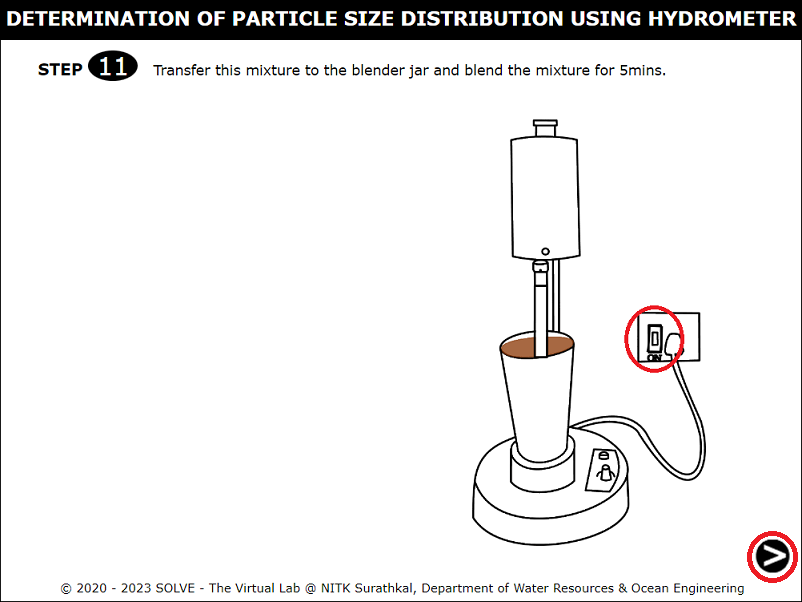 DETERMINATION OF PARTICLE SIZE DISTRIBUTION USING HYDROMETER
STEP 11 Transfer this mixture to the blender jar and blend the mixture for 5mins.
ON
>
© 2020 - 2023 SOLVE - The Virtual Lab @ NITK Surathkal, Department of Water Resources & Ocean Engineering